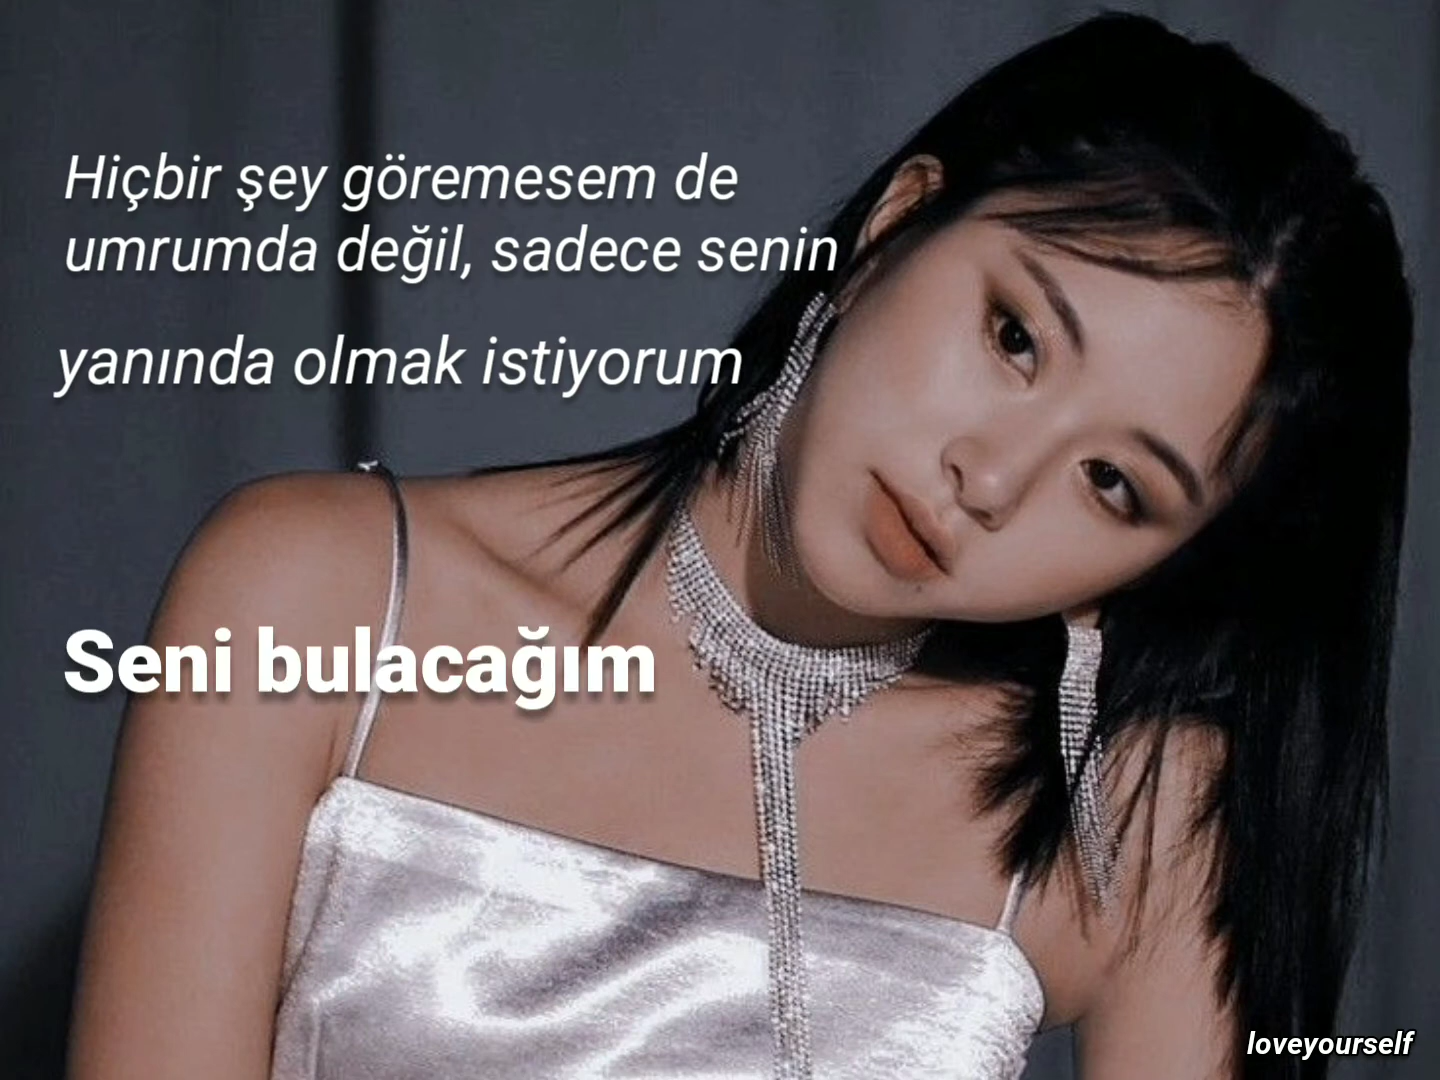 Hiçbir şey göremesem de
umrumda değil, sadece senin
yanında olmak istiyorum
Seni bulacağım
loveyourself